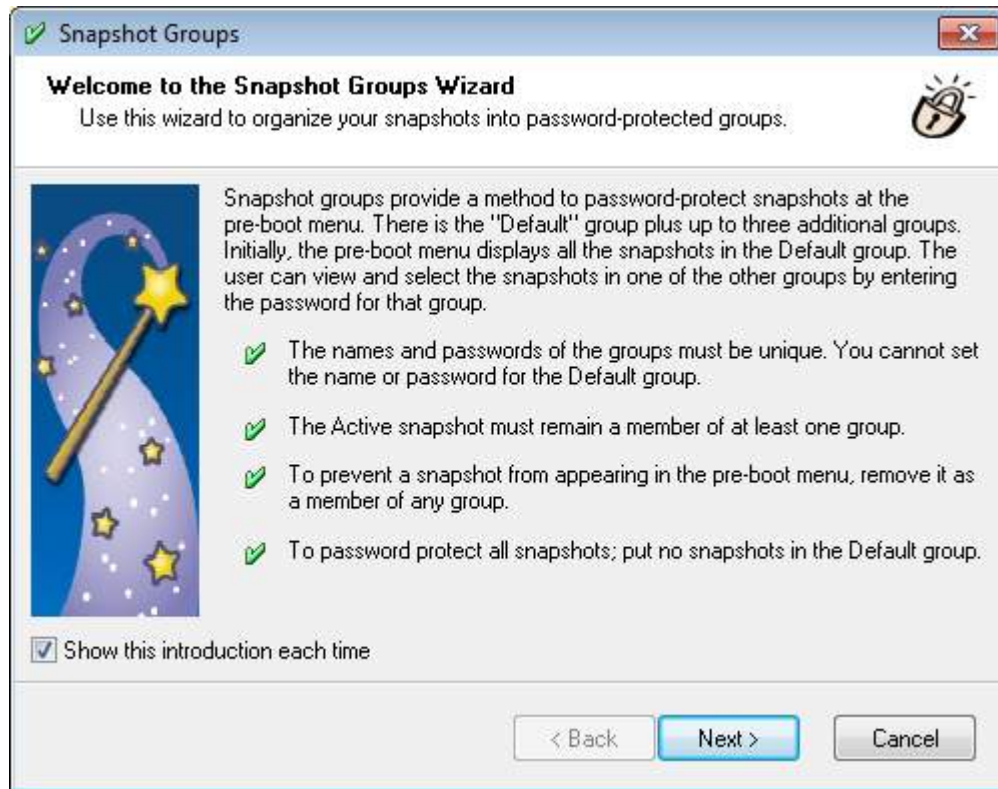 Snapshot Groups
Welcome to the Snapshot Groups Wizard
Use this wizard to organize your snapshots into password-protected groups.
Snapshot groups provide a method to password-protect snapshots at the
pre-boot menu. There is the "Default" group plus up to three additional groups.
Initially, the pre-boot menu displays all the snapshots in the Default group. The
user can view and select the snapshots in one of the other groups by entering
the password for that group.
The names and passwords of the groups must be unique. You cannot set
the name or password for the Default group.
The Active snapshot must remain a member of at least one group.
To prevent a snapshot from appearing in the pre-boot menu, remove it as
a member of any group.
To password protect all snapshots; put no snapshots in the Default group.
Show this introduction each time
< Back
Next >
Cancel